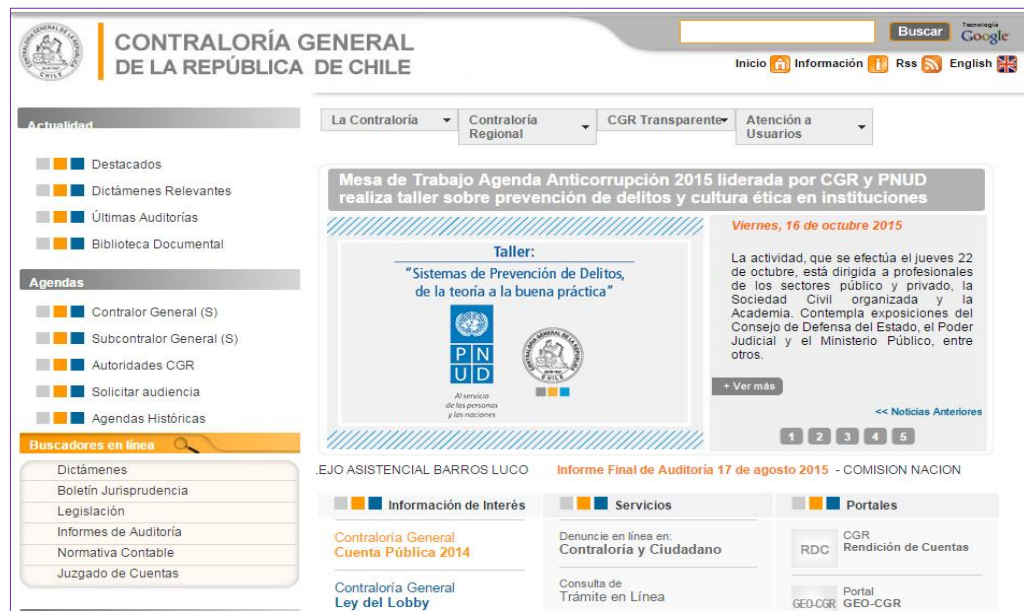 CONTRALORÍA GENERAL
DE LA REPÚBLICA DE CHILE
Buscar
Tecnología
Google
Inicio
Información
Rss
English
La Contraloría
Contraloría
Regional
CGR Transparente
Atención a
Usuarios
Actualidad
Destacados
Dictámenes Relevantes
Últimas Auditorías
Biblioteca Documental
Agendas
Contralor General (S)
Subcontralor General (S)
Autoridades CGR
Solicitar audiencia
Agendas Históricas
Buscadores en línea
Dictámenes
Boletín Jurisprudencia
Legislación
Informes de Auditoría
Normativa Contable
Juzgado de Cuentas
Mesa de Trabajo Agenda Anticorrupción 2015 liderada por CGR y PNUD
realiza taller sobre prevención de delitos y cultura ética en instituciones
Taller:
"Sistemas de Prevención de Delitos,
de la teoría a la buena práctica"
P N
U D
Al servicio
de las personas
y las naciones
Viernes, 16 de octubre 2015
La actividad, que se efectúa el jueves 22
de octubre, está dirigida a profesionales
de los sectores público y privado, la
Sociedad Civil organizada y la
Academia. Contempla exposiciones del
Consejo de Defensa del Estado, el Poder
Judicial y el Ministerio Público, entre
otros.
+ Ver más
<< Noticias Anteriores
1 2 3 4 5
EJO ASISTENCIAL BARROS LUCO Informe Final de Auditoría 17 de agosto 2015 - COMISION NACION
Información de Interés
Contraloría General
Cuenta Pública 2014
Contraloría General
Ley del Lobby
Servicios
Denuncie en línea en:
Contraloría y Ciudadano
Consulta de
Trámite en Línea
Portales
RDC
CGR
Rendición de Cuentas
GEO-CGR
Portal
GEO-CGR